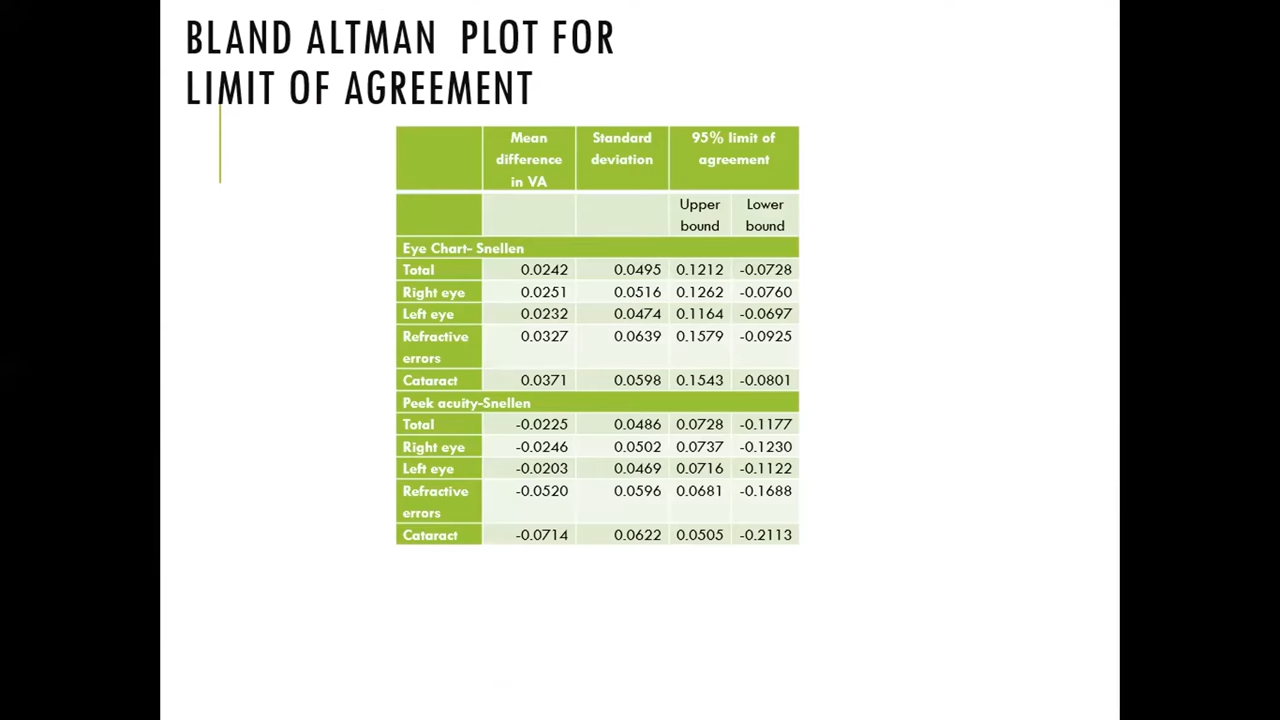 BLAND ALTMAN PLOT FOR
LIMIT OF AGREEMENT
Mean difference in VA Standard deviation 95% limit of agreement
Upper bound Lower bound
Eye Chart- Snellen
Total 0.0242 0.0495 0.1212 -0.0728
Right eye 0.0251 0.0516 0.1262 -0.0760
Left eye 0.0232 0.0474 0.1164 -0.0697
Refractive errors 0.0327 0.0639 0.1579 -0.0925
Cataract 0.0371 0.0598 0.1543 -0.0801
Peek acuity-Snellen
Total -0.0225 0.0486 0.0728 -0.1177
Right eye -0.0246 0.0502 0.0737 -0.1230
Left eye -0.0203 0.0469 0.0716 -0.1122
Refractive errors -0.0520 0.0596 0.0681 -0.1688
Cataract -0.0714 0.0622 0.0505 -0.2113